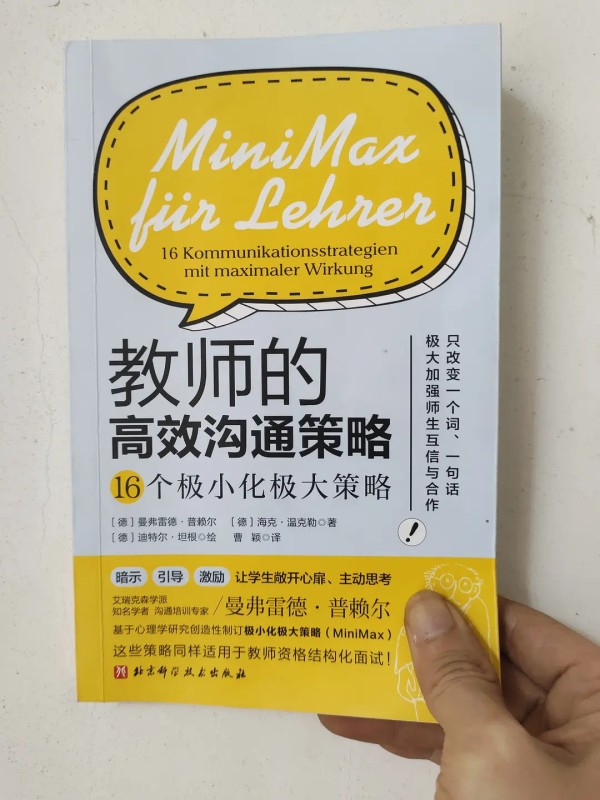 MiniMax
für Lehrer
16 Kommunikationsstrategien
mit maximaler Wirkung
教师的
高效沟通策略
16个极小化极大策略
只改变一个词、一句话
极大加强师生互信与合作
[德]曼弗雷德·普赖尔 [德]海克·温克勒◎著
[德]迪特尔·坦根◎绘 曹 颖◎译
暗示 引导 激励 让学生敞开心扉、主动思考
艾瑞克森学派
知名学者 沟通培训专家
/曼弗雷德·普赖尔
基于心理学研究创造性制订极小化极大策略(MiniMax)
这些策略同样适用于教师资格结构化面试!
北京科学技术出版社